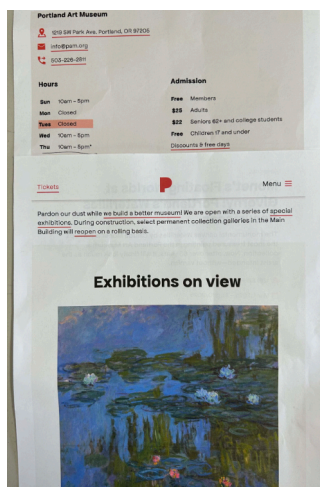 Portland Art Museum
1219 SW Park Ave, Portland, OR 97205
info@pam.org
503-226-2811
Hours
Sun 10am – 5pm
Mon Closed
Tues Closed
Wed 10am – 5pm
Thu 10am – 5pm*
Admission
Free Members
$25 Adults
$22 Seniors 62+ and college students
Free Children 17 and under
Discounts & free days
Tickets
P
Menu
Pardon our dust while we build a better museum! We are open with a series of special
exhibitions. During construction, select permanent collection galleries in the Main
Building will reopen on a rolling basis.
Exhibitions on view